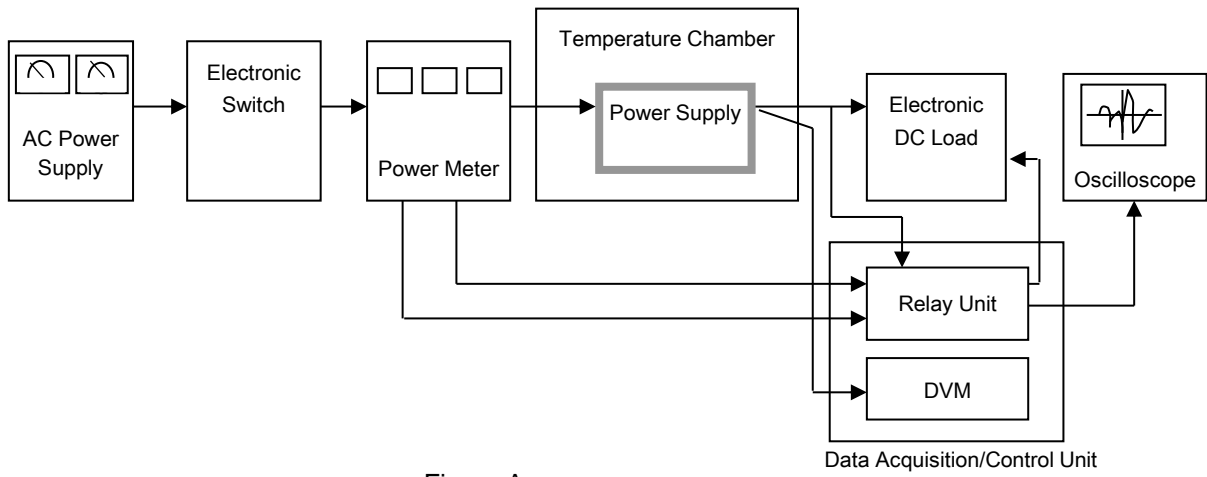 Temperature Chamber
Electronic
Switch
AC Power
Supply
Power Meter
Power Supply
Electronic
DC Load
Oscilloscope
Relay Unit
DVM
Data Acquisition/Control Unit
Figure A